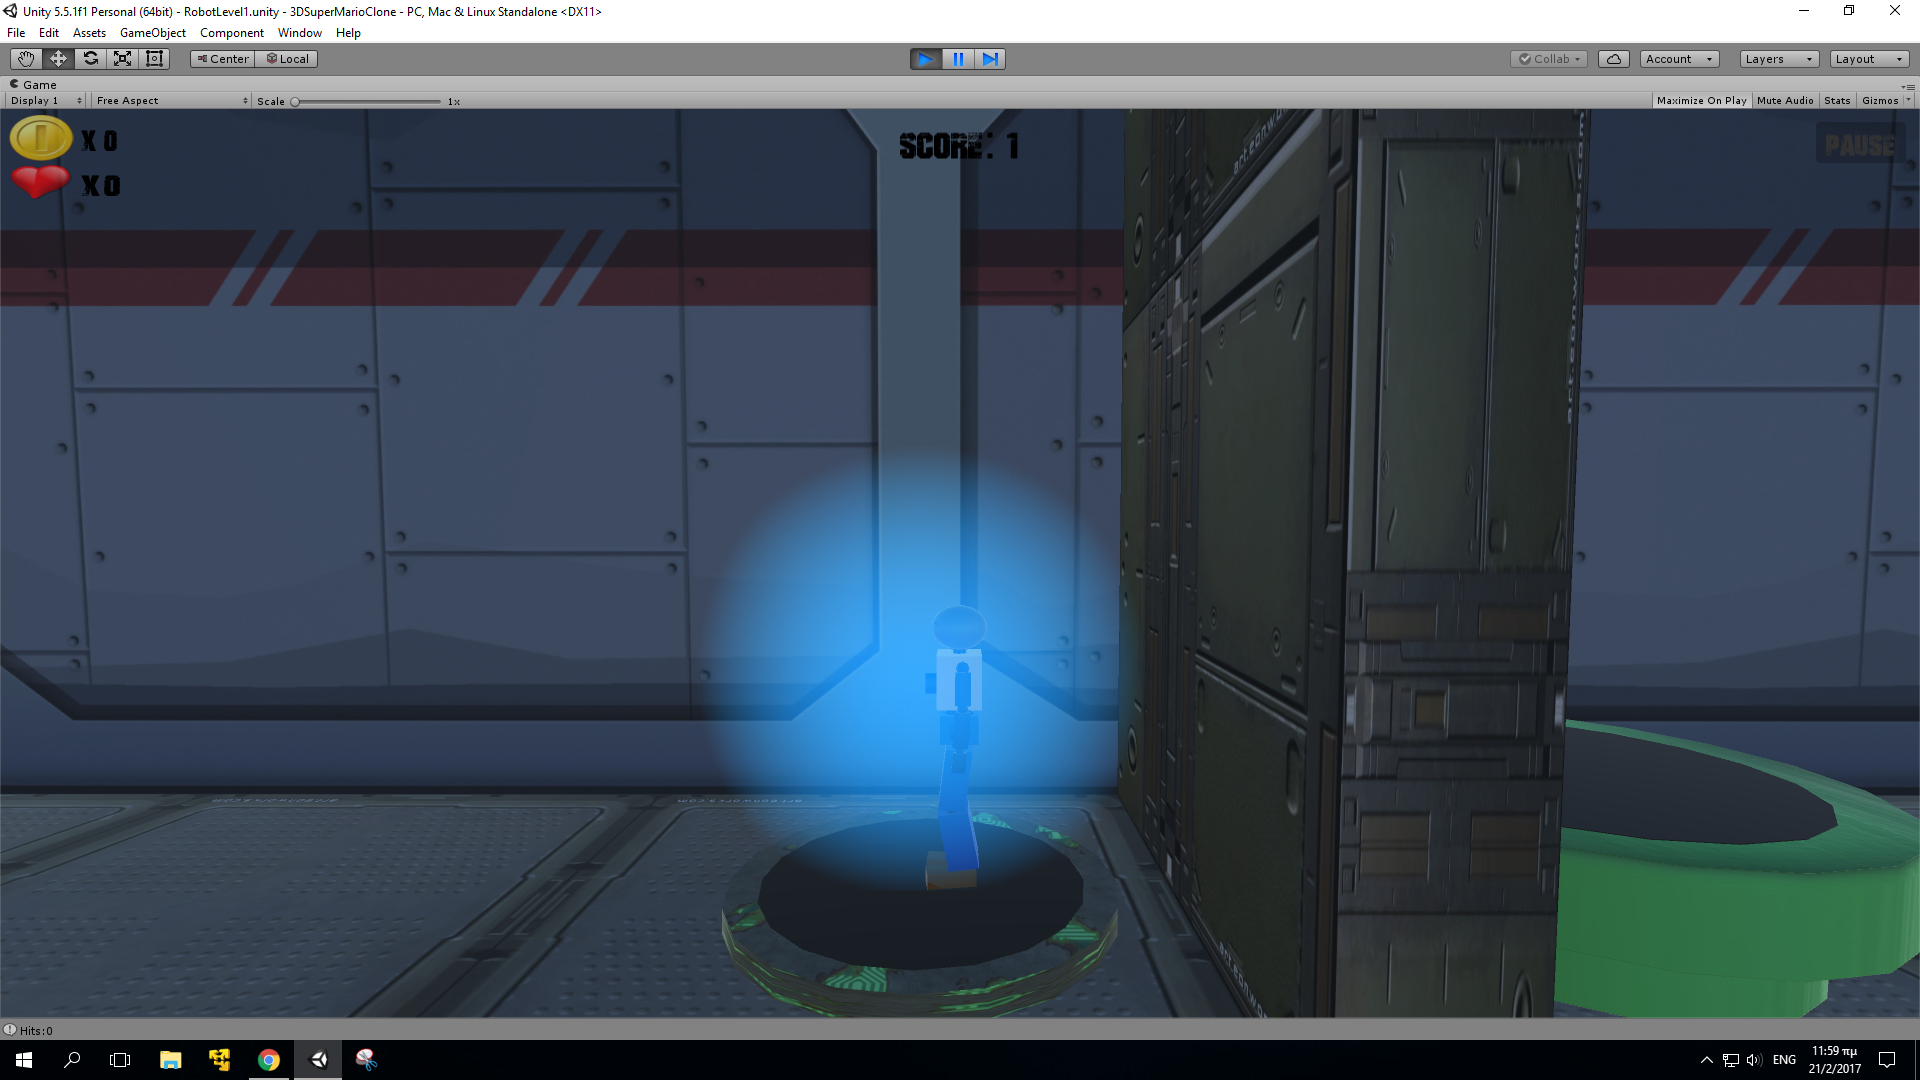 Unity 5.5.1f1 Personal (64bit) - RobotLevel1.unity - 3DSuperMarioClone - PC, Mac & Linux Standalone <DX11>
File Edit Assets GameObject Component Window Help
Center Local Collab Account Layers Layout
Game
Display 1 Free Aspect Scale 1x Maximize On Play Mute Audio Stats Gizmos
X 0 SCORE: 1 PAUSE
X 0
Hits:0
ENG 11:59 πμ
21/2/2017